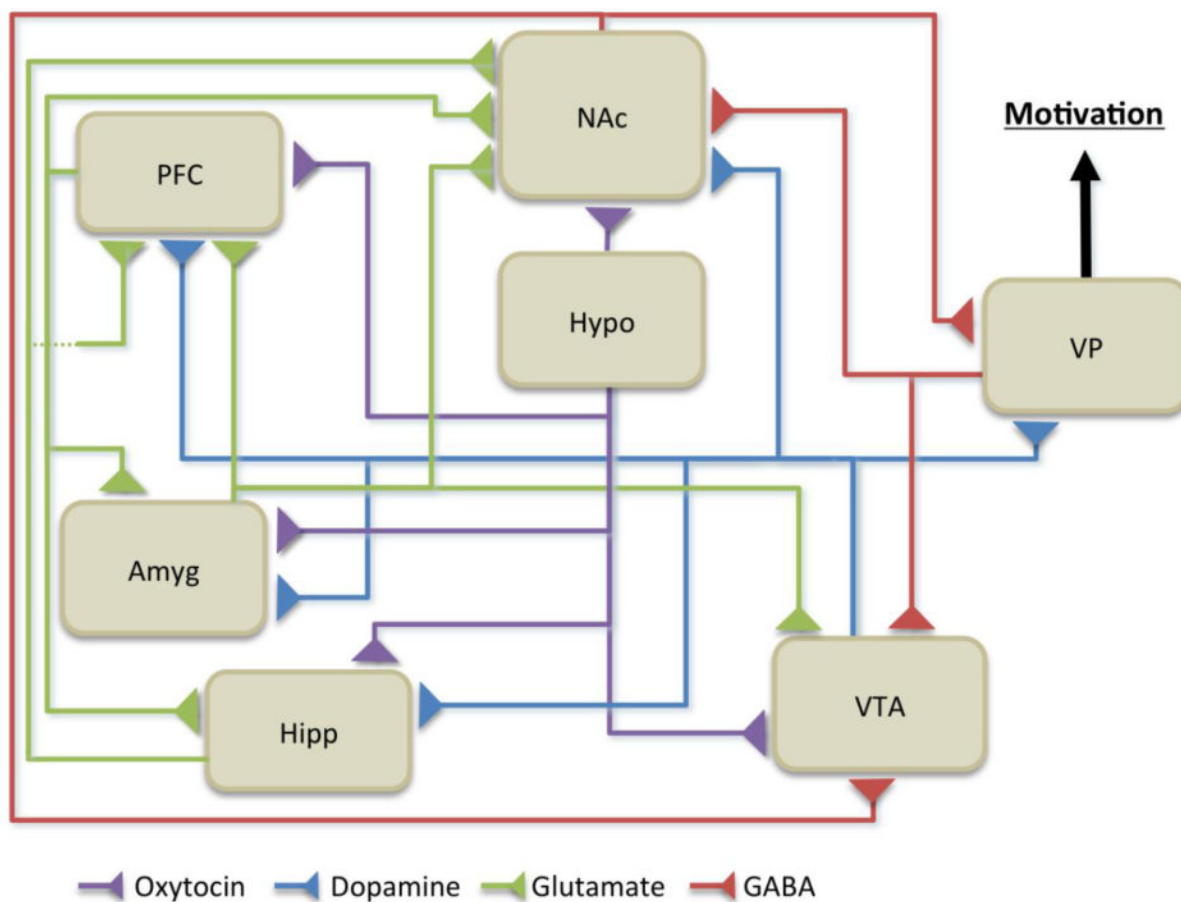 NAc
Motivation
PFC
Hypo
VP
Amyg
Hipp
VTA
Oxytocin Dopamine Glutamate GABA